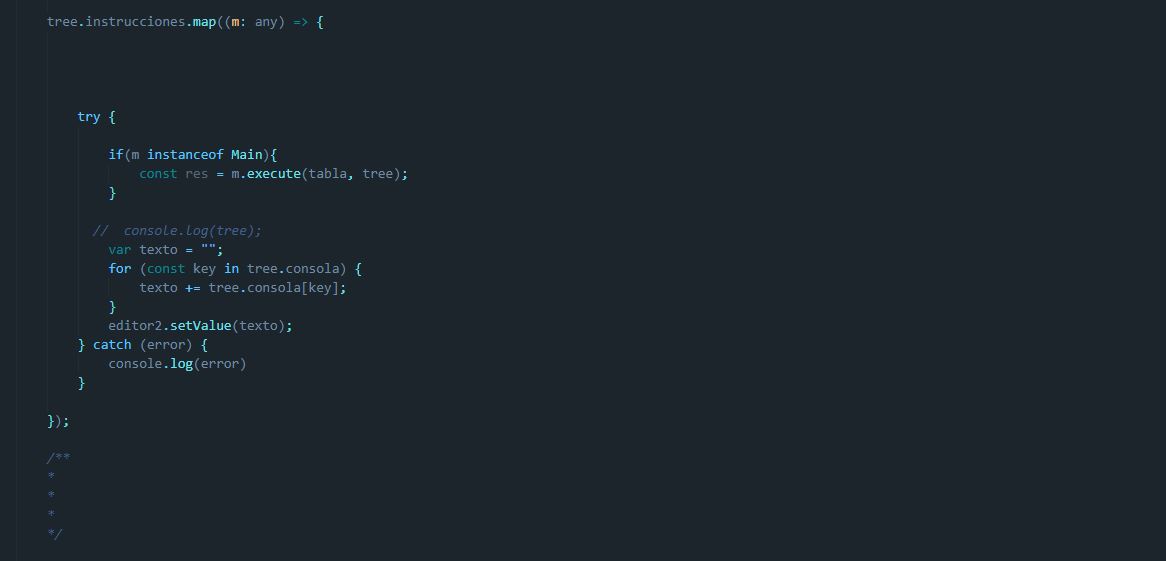 tree.instrucciones.map((m: any) => {
try {
if(m instanceof Main){
const res = m.execute(tabla, tree);
}
//  console.log(tree);
var texto = "";
for (const key in tree.consola) {
texto += tree.consola[key];
}
editor2.setValue(texto);
} catch (error) {
console.log(error)
}
});
/**
*
*
*
*/